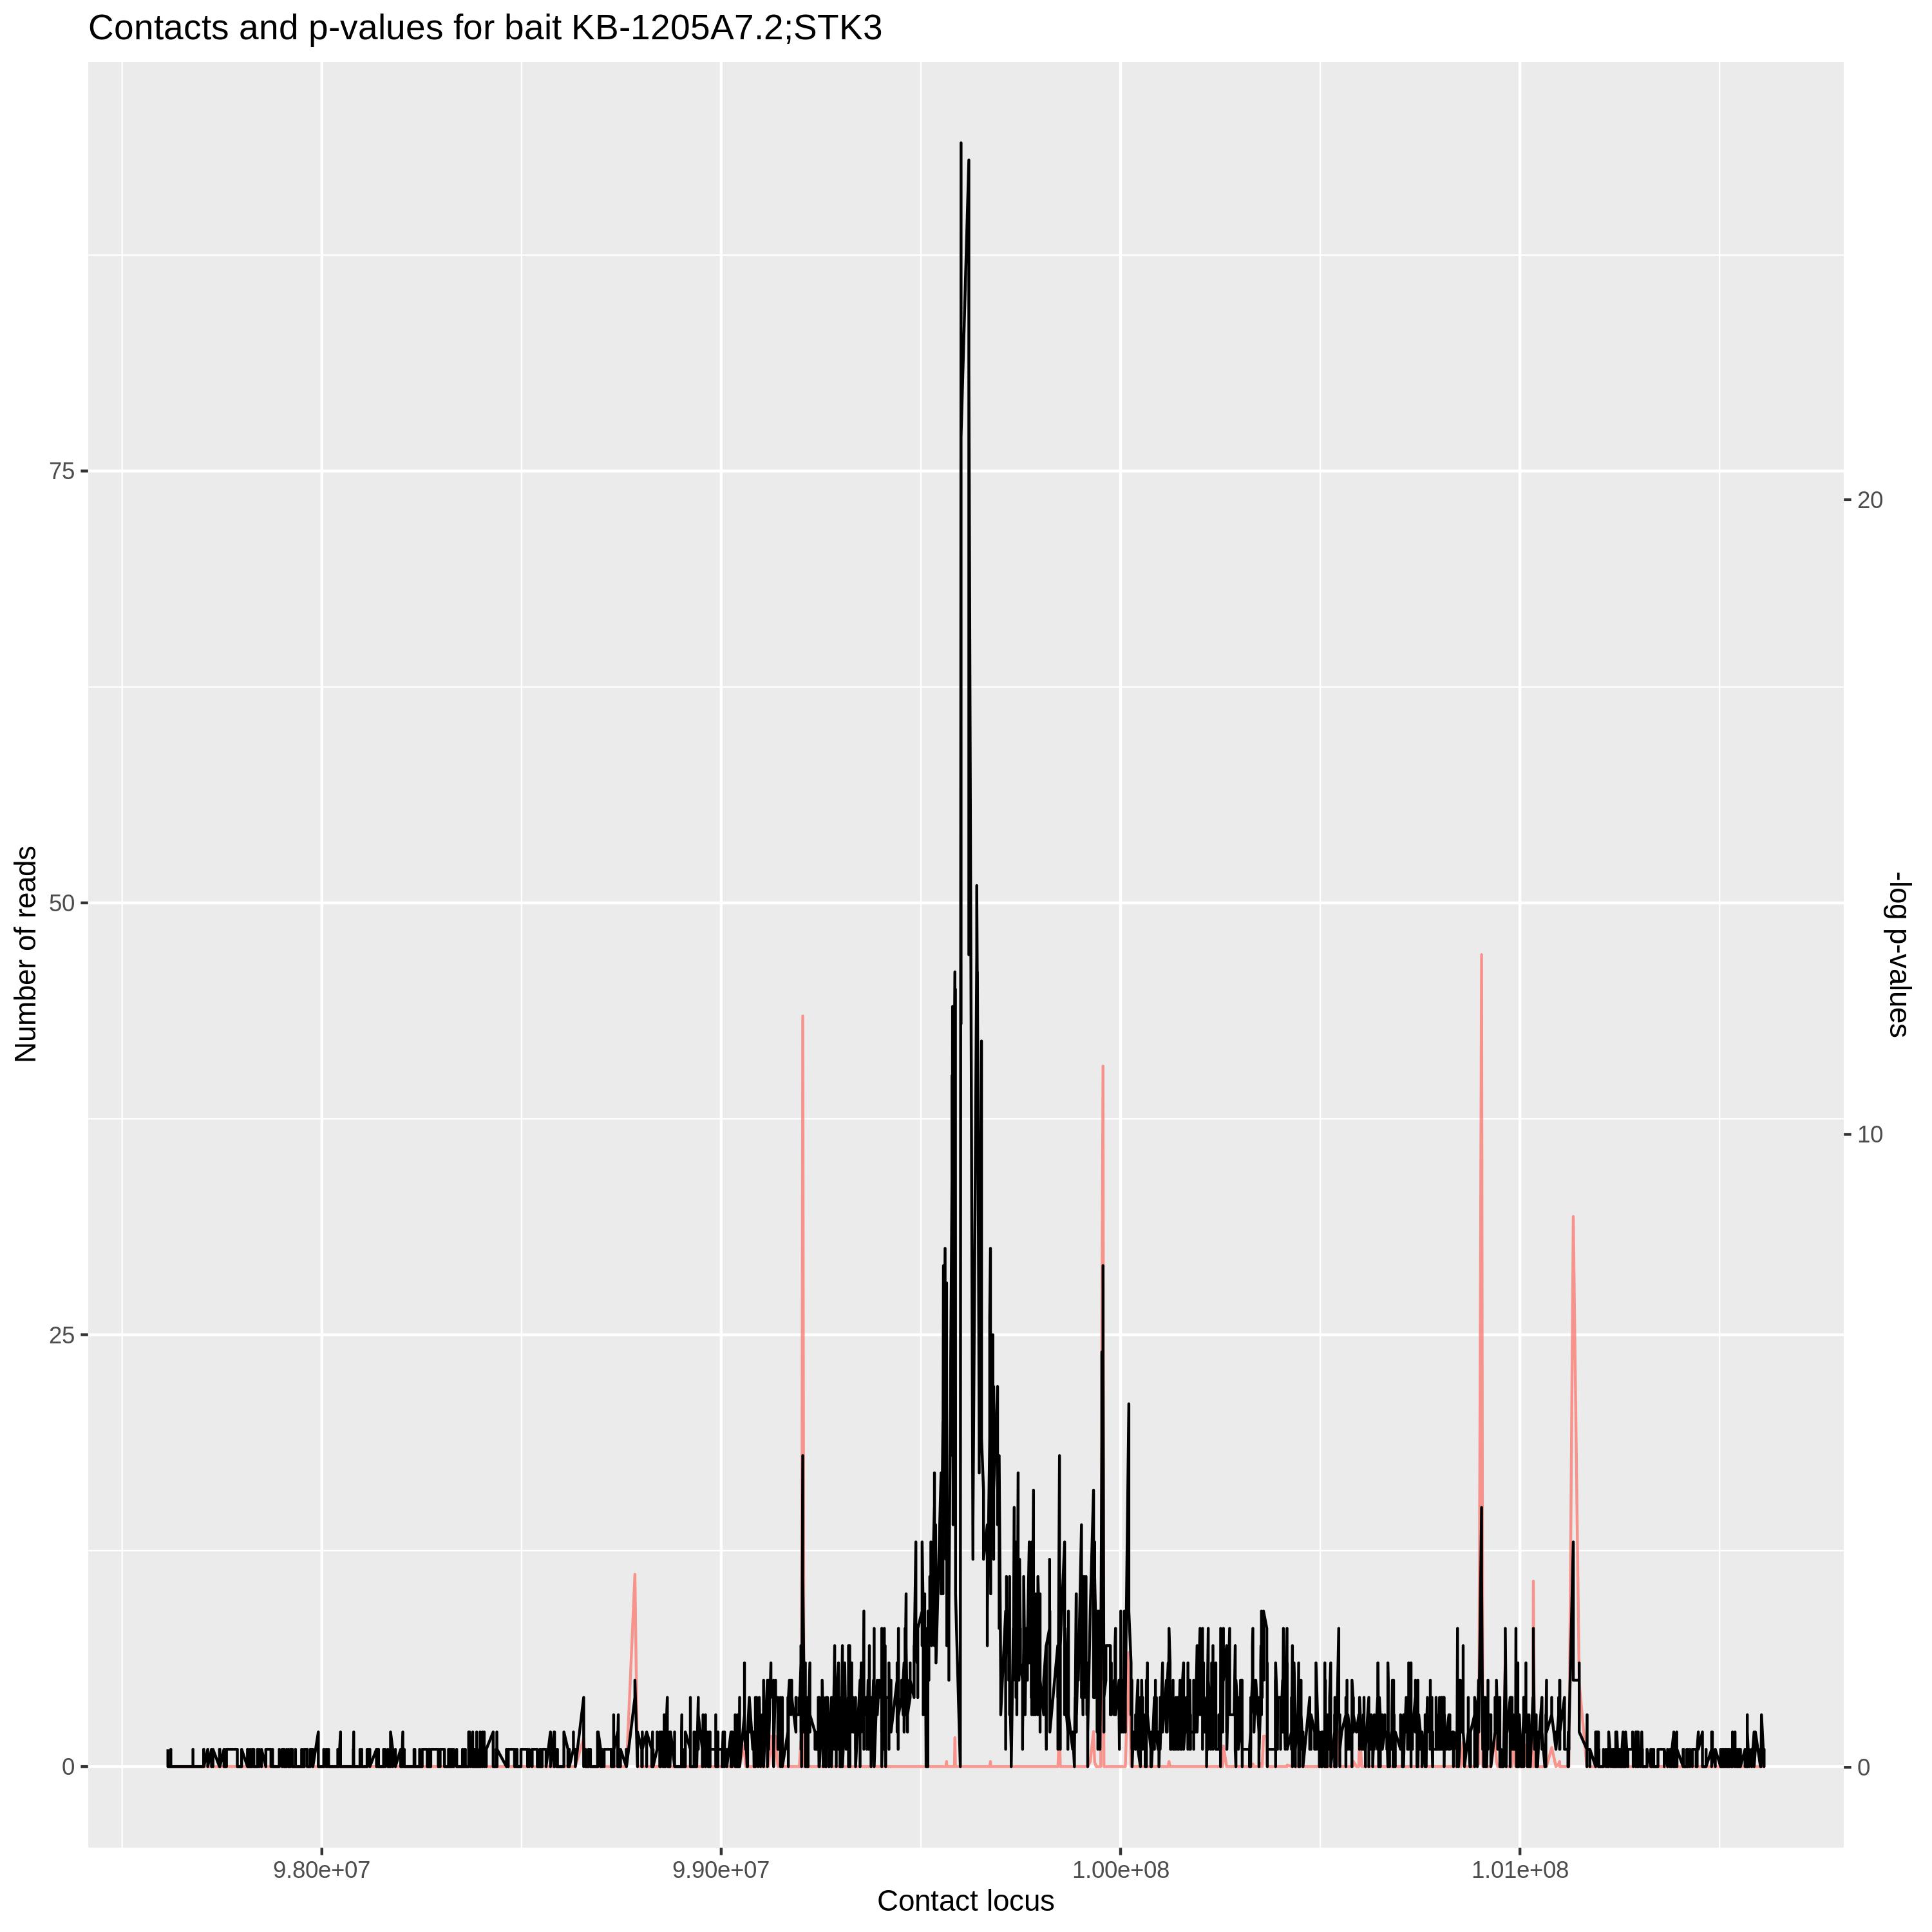 Contacts and p-values for bait KB-1205A7.2;STK3
Number of reads
75
50
25
0
20
10
0
-log p-values
9.80e+07
9.90e+07
1.00e+08
1.01e+08
Contact locus